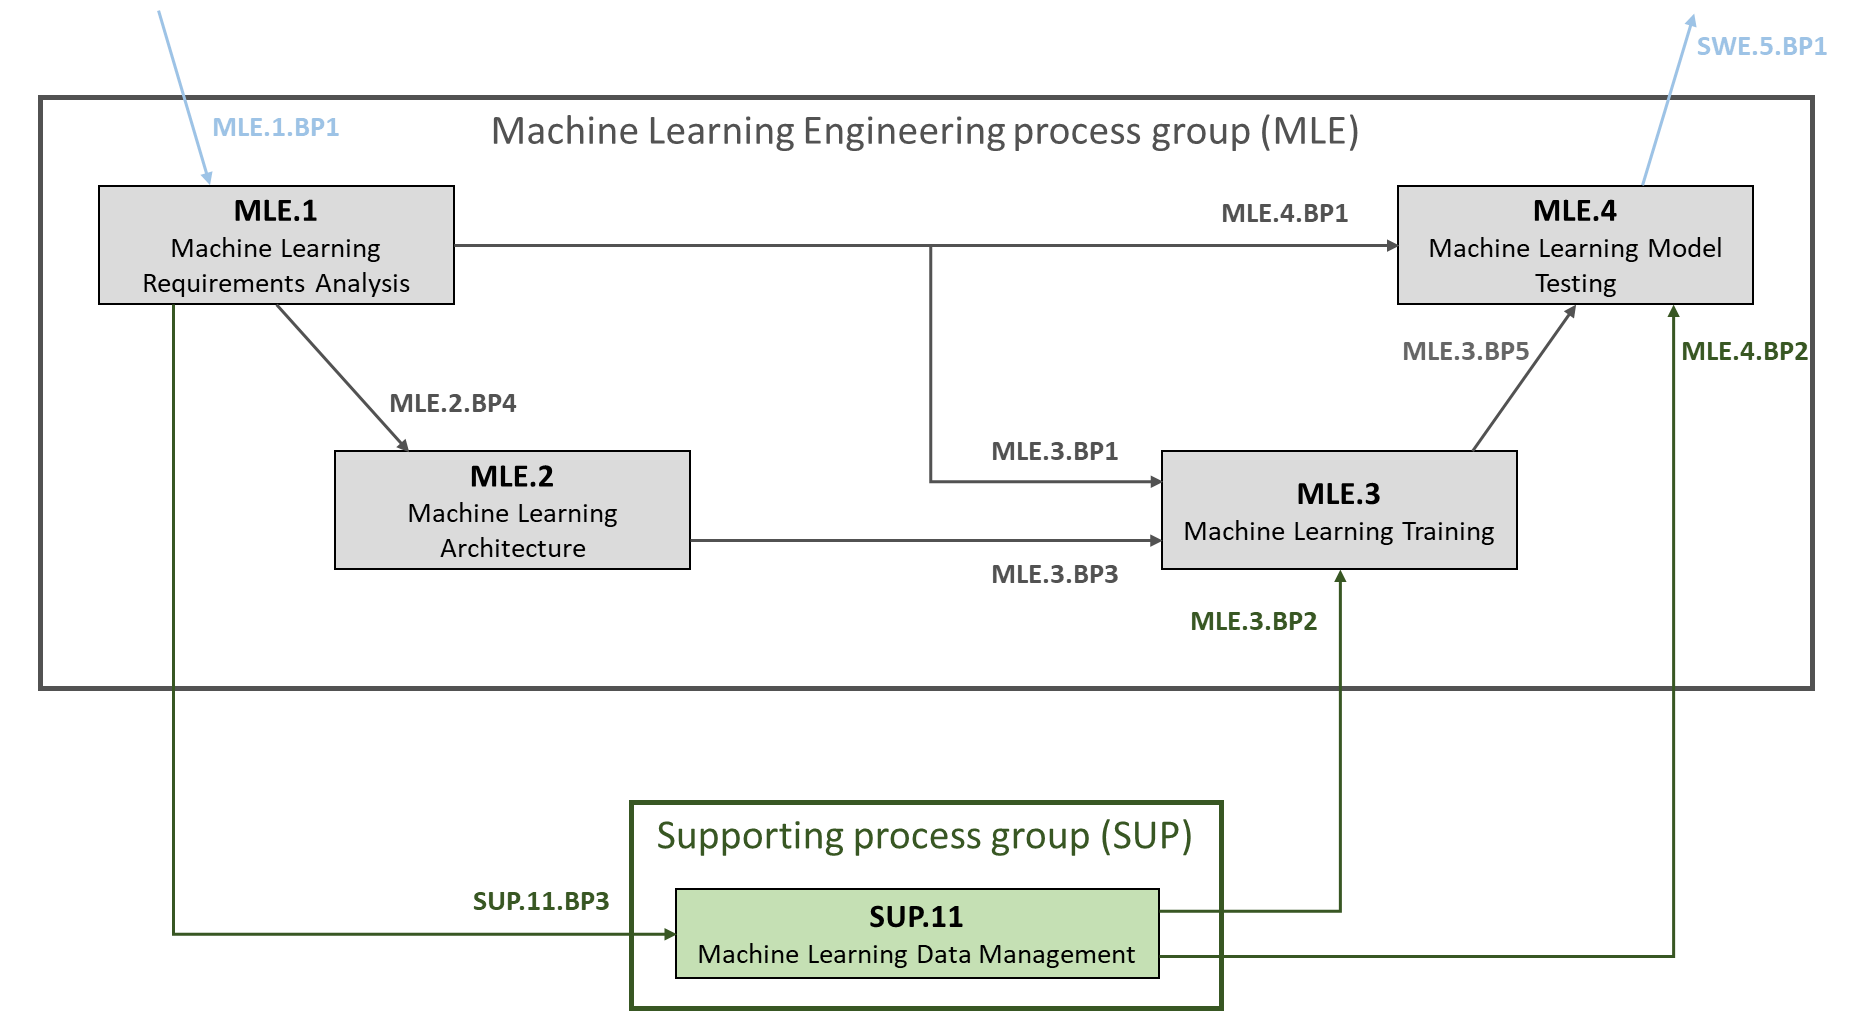 SWE.5.BP1
MLE.1.BP1
Machine Learning Engineering process group (MLE)
MLE.1
Machine Learning
Requirements Analysis
MLE.4.BP1
MLE.4
Machine Learning Model
Testing
MLE.3.BP5
MLE.4.BP2
MLE.2.BP4
MLE.2
Machine Learning
Architecture
MLE.3.BP1
MLE.3
Machine Learning Training
MLE.3.BP3
MLE.3.BP2
Supporting process group (SUP)
SUP.11.BP3
SUP.11
Machine Learning Data Management